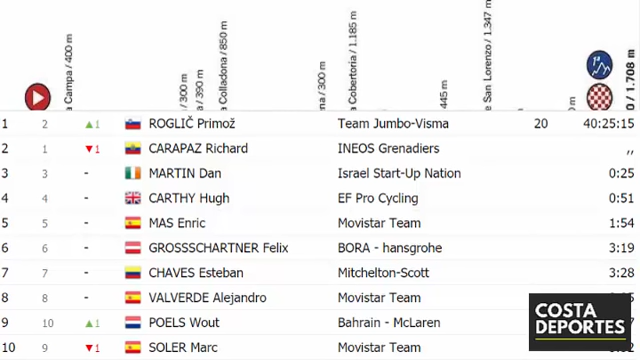 a Campa / 400 m
/ 300 m
a / 390 m
a Colladona / 850 m
na / 300 m
a Cobertoria / 1.185 m
445 m
e San Lorenzo / 1.347 m
m
1ª
0 / 1.708 m
1 2 ▲1 ROGLIČ Primož Team Jumbo-Visma 20 40:25:15
2 1 ▼1 CARAPAZ Richard INEOS Grenadiers ,,
3 3 - MARTIN Dan Israel Start-Up Nation 0:25
4 4 - CARTHY Hugh EF Pro Cycling 0:51
5 5 - MAS Enric Movistar Team 1:54
6 6 - GROSSSCHARTNER Felix BORA - hansgrohe 3:19
7 7 - CHAVES Esteban Mitchelton-Scott 3:28
8 8 - VALVERDE Alejandro Movistar Team
9 10 ▲1 POELS Wout Bahrain - McLaren
10 9 ▼1 SOLER Marc Movistar Team
COSTA
DEPORTES